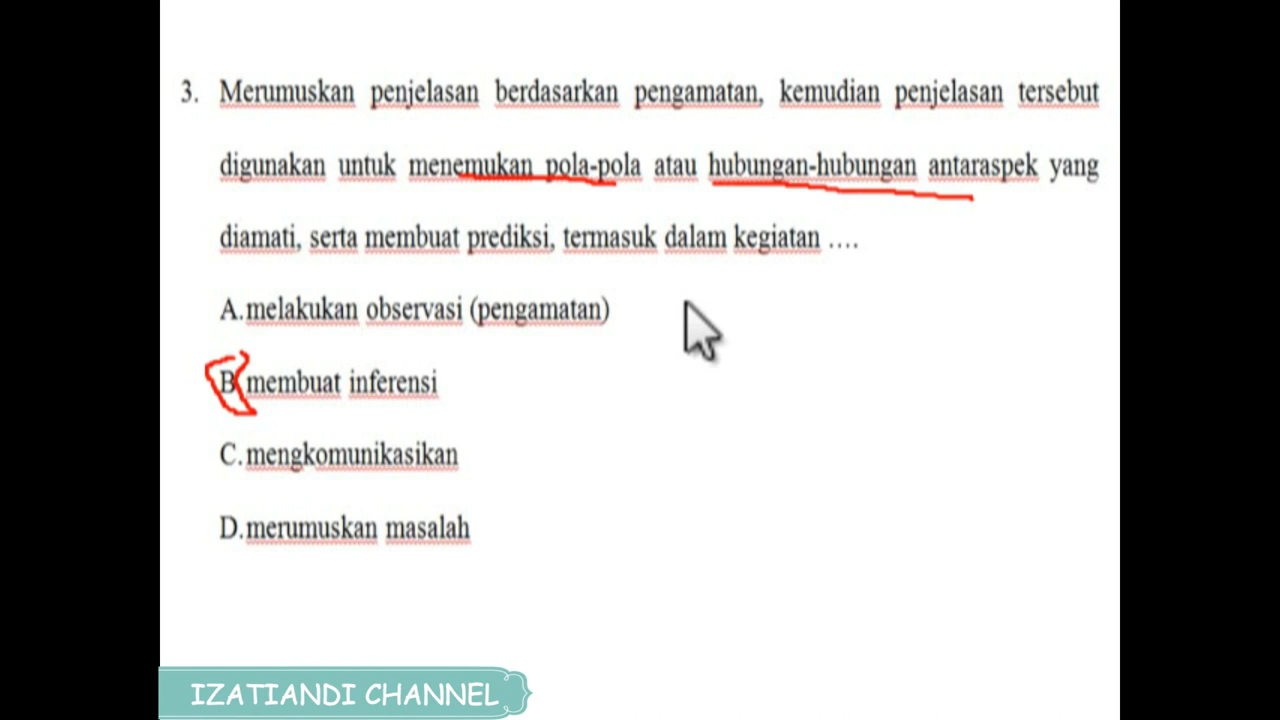 3. Merumuskan penjelasan berdasarkan pengamatan, kemudian penjelasan tersebut
digunakan untuk menemukan pola-pola atau hubungan-hubungan antaraspek yang
diamati, serta membuat prediksi, termasuk dalam kegiatan ....
A.melakukan observasi (pengamatan)
B membuat inferensi
C.mengkomunikasikan
D.merumuskan masalah
IZATIANDI CHANNEL